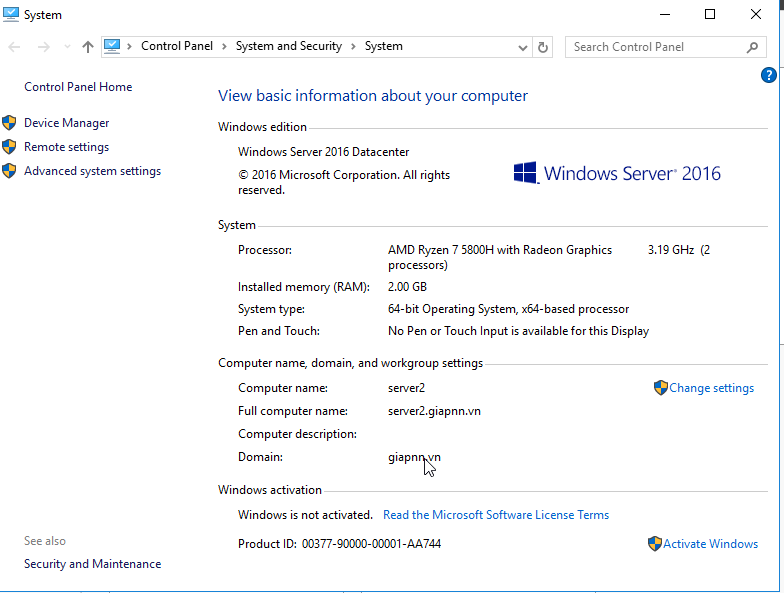 System
Control Panel > System and Security > System
Search Control Panel
?
Control Panel Home
Device Manager
Remote settings
Advanced system settings
View basic information about your computer
Windows edition
Windows Server 2016 Datacenter
© 2016 Microsoft Corporation. All rights
reserved.
Windows Server® 2016
System
Processor: AMD Ryzen 7 5800H with Radeon Graphics 3.19 GHz (2
processors)
Installed memory (RAM): 2.00 GB
System type: 64-bit Operating System, x64-based processor
Pen and Touch: No Pen or Touch Input is available for this Display
Computer name, domain, and workgroup settings
Computer name: server2 Change settings
Full computer name: server2.giapnn.vn
Computer description:
Domain: giapnn.vn
Windows activation
Windows is not activated. Read the Microsoft Software License Terms
Product ID: 00377-90000-00001-AA744 Activate Windows
See also
Security and Maintenance